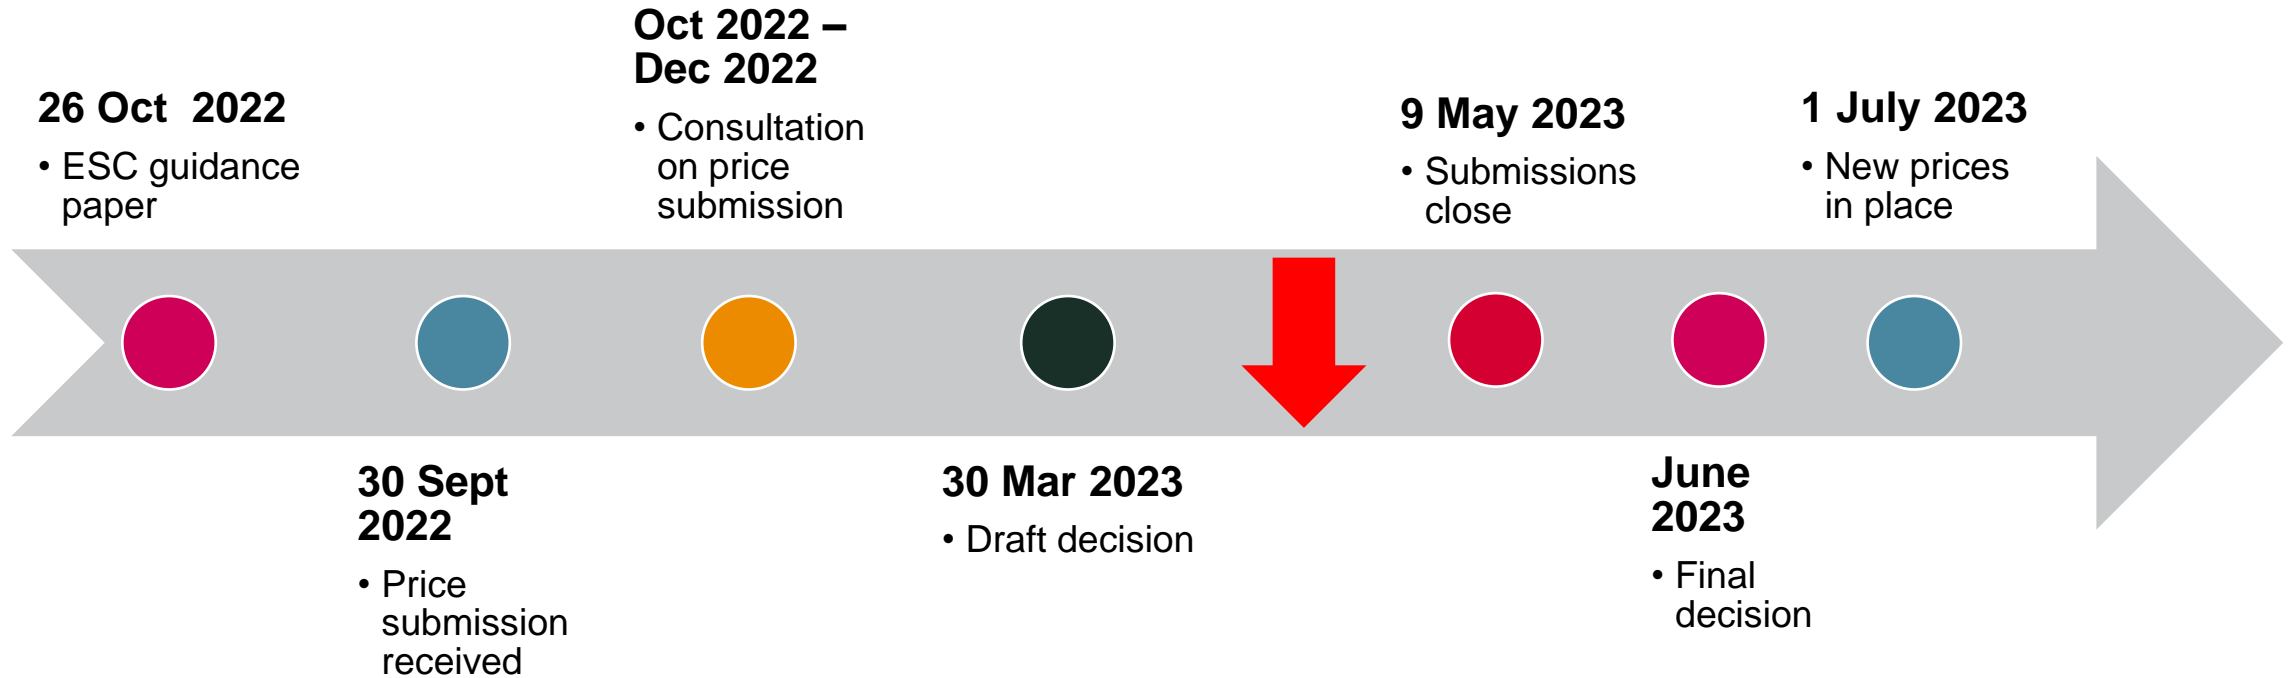 26 Oct  2022
• ESC guidance
paper
30 Sept
2022
• Price
submission
received
Oct 2022 –
Dec 2022
• Consultation
on price
submission
30 Mar 2023
• Draft decision
9 May 2023
• Submissions
close
June
2023
• Final
decision
1 July 2023
• New prices
in place